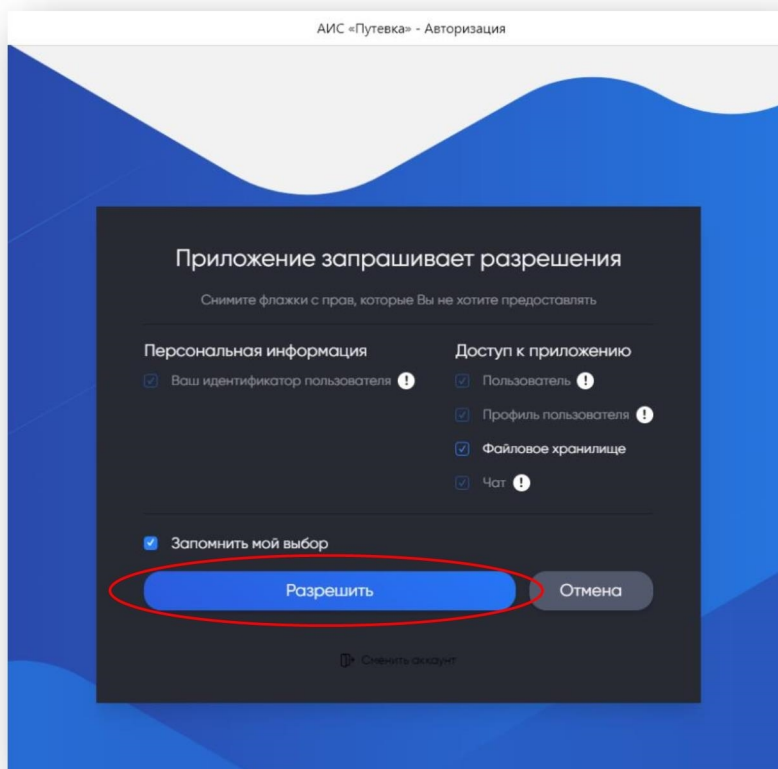 АИС «Путевка» - Авторизация
Приложение запрашивает разрешения
Снимите флажки с прав, которые Вы не хотите предоставлять
Персональная информация
Ваш идентификатор пользователя
Доступ к приложению
Пользователь
Профиль пользователя
Файловое хранилище
Чат
Запомнить мой выбор
Разрешить
Отмена
Сменить аккаунт